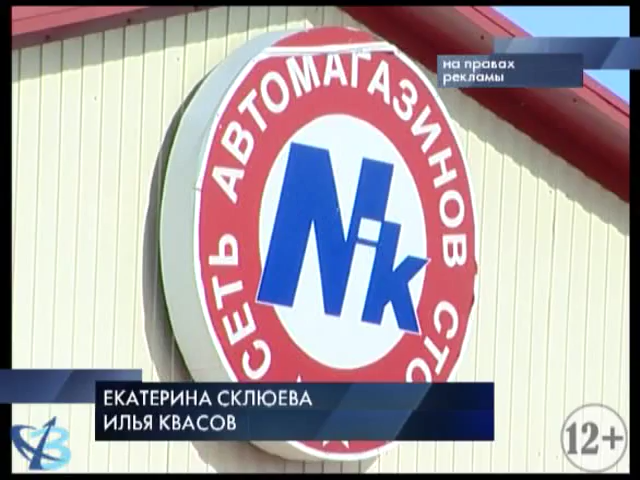 на правах
рекламы
СЕТЬ АВТОМАГАЗИНОВ СТО
Nik
ЕКАТЕРИНА СКЛЮЕВА
ИЛЬЯ КВАСОВ
12+